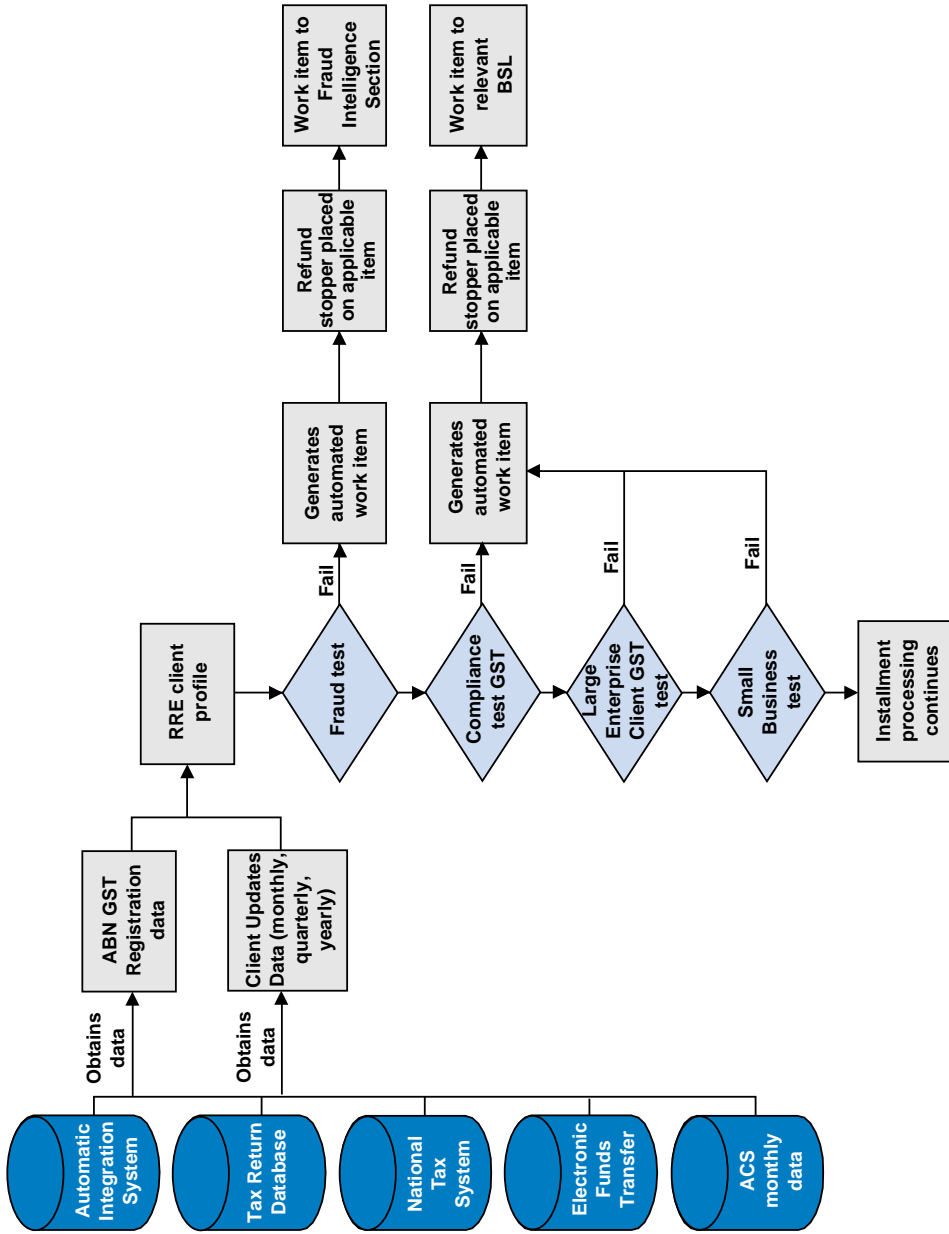 Automatic
Integration
System
Tax Return
Database
National
Tax
System
Electronic
Funds
Transfer
ACS
monthly
data
Obtains
data
Obtains
data
ABN GST
Registration
data
Client Updates
Data (monthly,
quarterly,
yearly)
RRE client
profile
Fraud test
Fail
Generates
automated
work item
Refund
stopper placed
on applicable
item
Work item to
Fraud
Intelligence
Section
Compliance
test GST
Fail
Generates
automated
work item
Refund
stopper placed
on applicable
item
Work item to
relevant
BSL
Large
Enterprise
Client GST
test
Fail
Small
Business
test
Fail
Installment
processing
continues